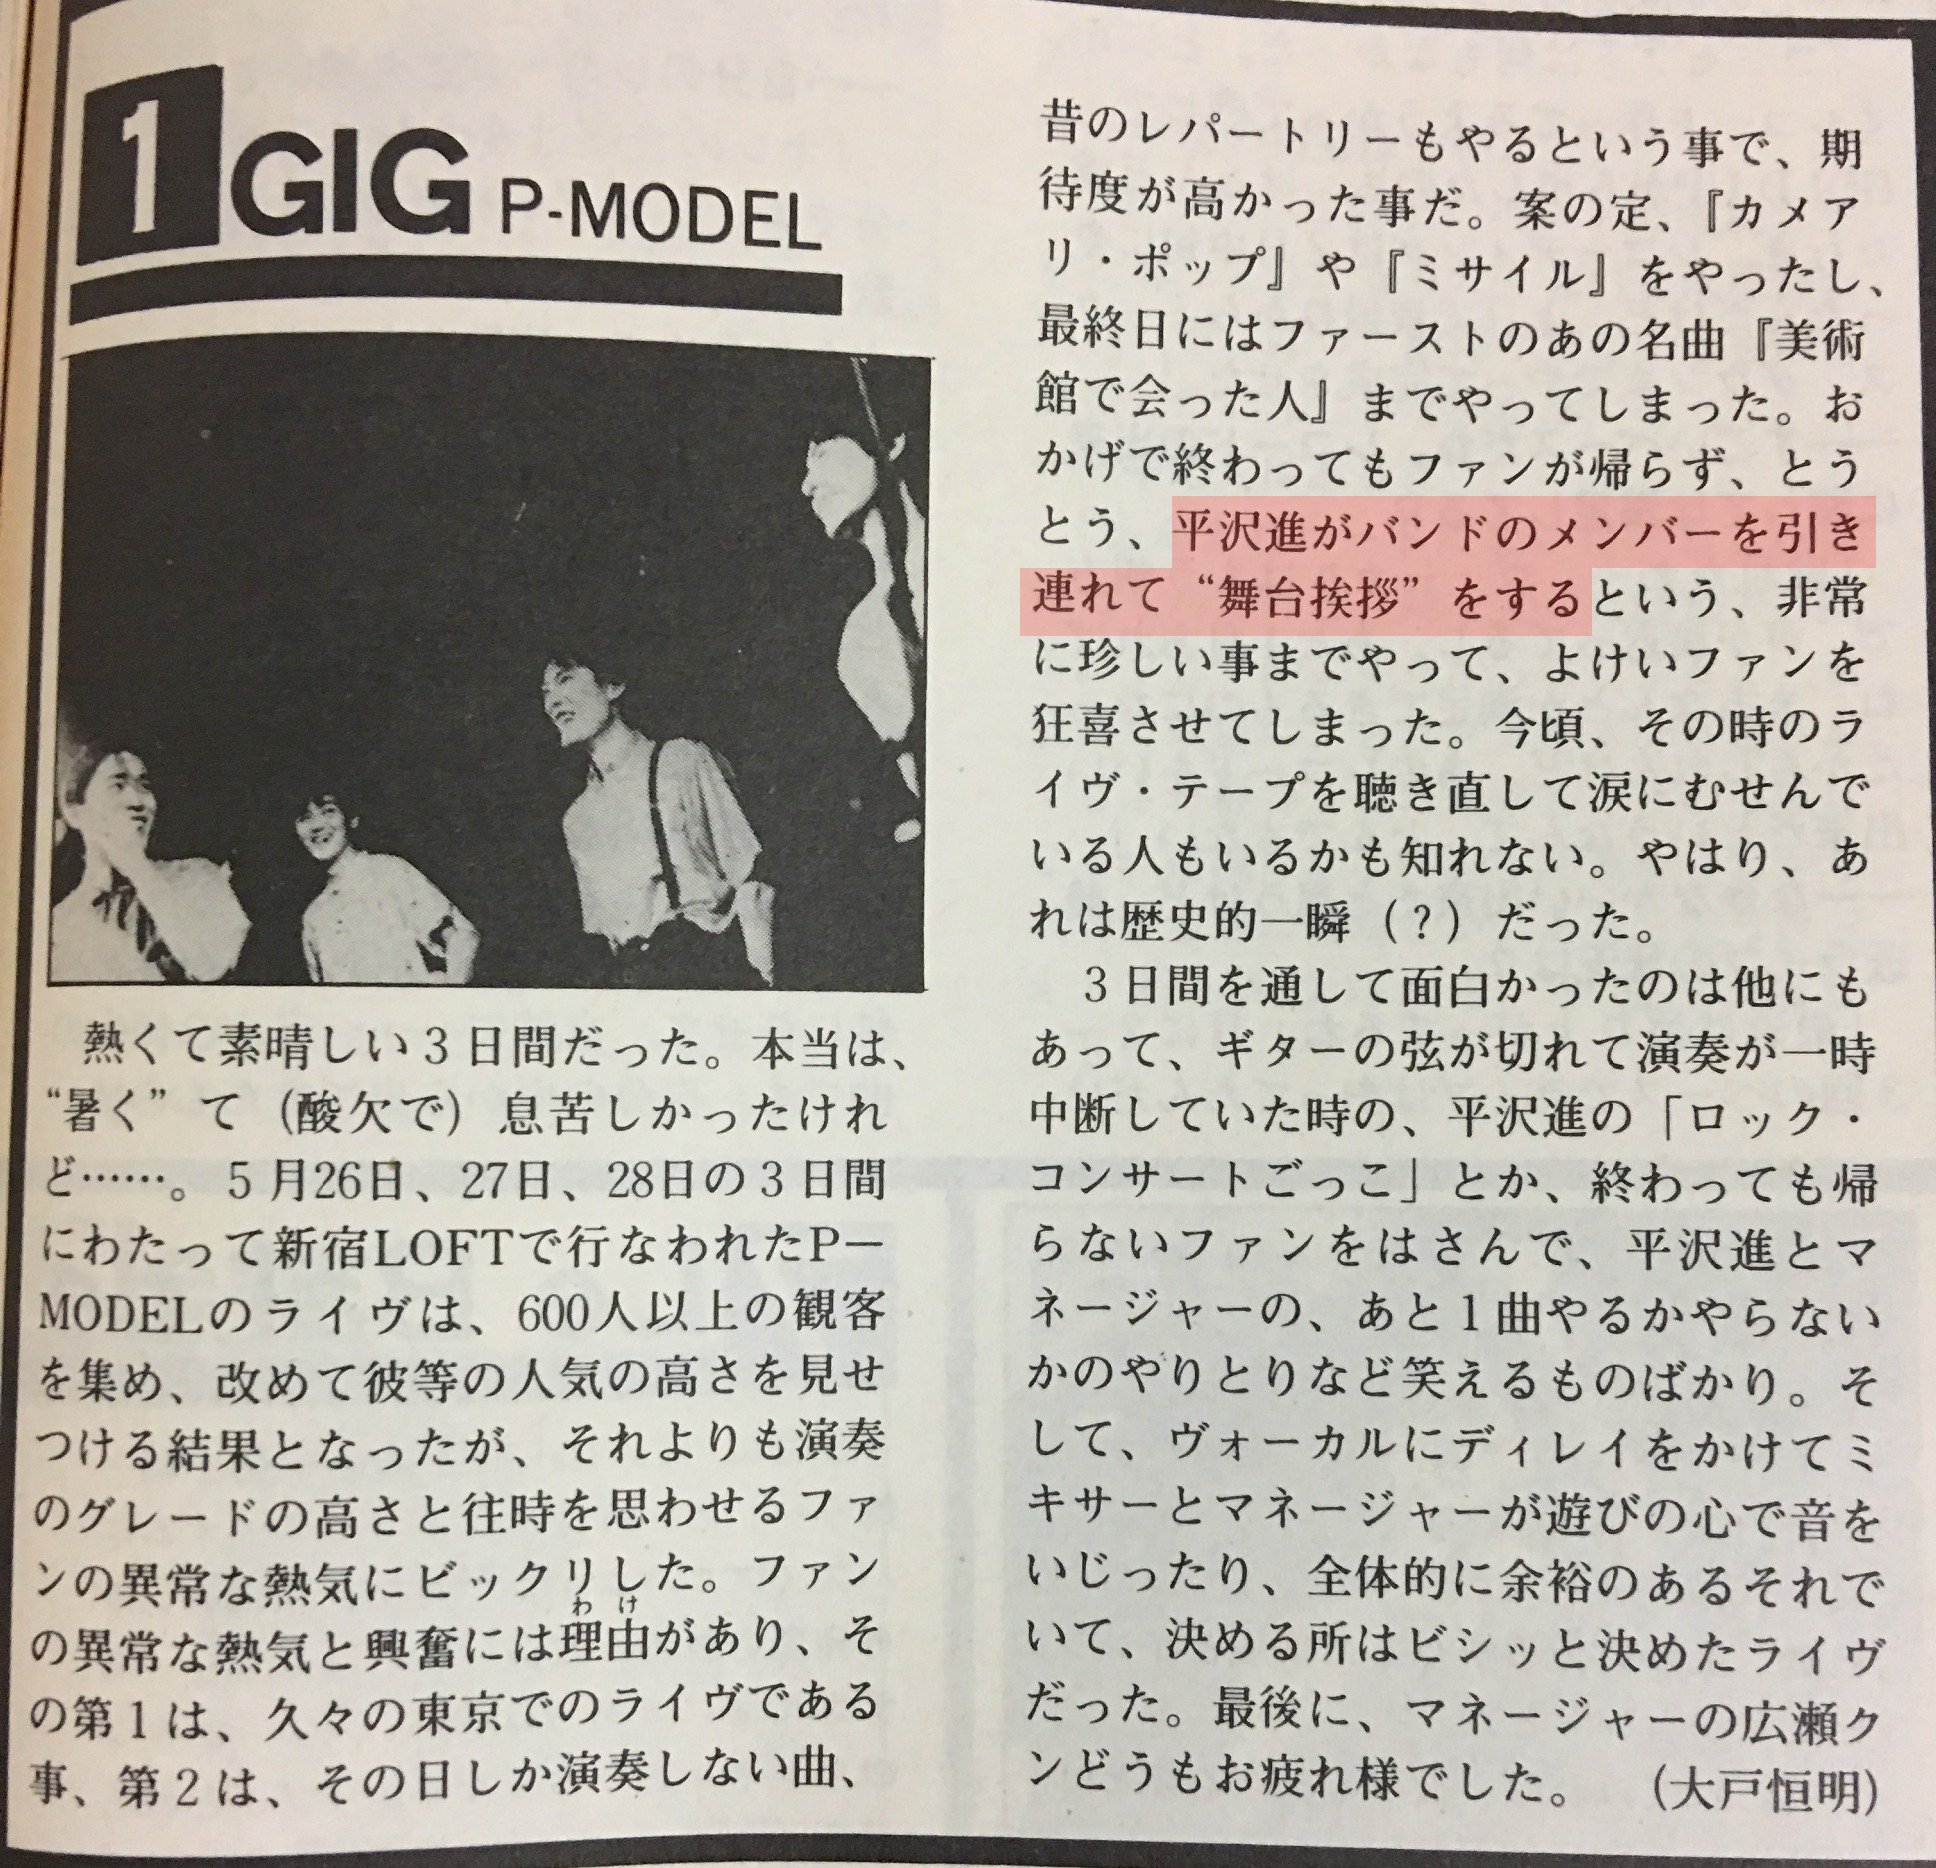 1 GIG P-MODEL
熱くて素晴しい3日間だった。本当は、
“暑く”て(酸欠で)息苦しかったけれ
ど……。5月26日、27日、28日の3日間
にわたって新宿LOFTで行なわれたP−
MODELのライヴは、600人以上の観客
を集め、改めて彼等の人気の高さを見せ
つける結果となったが、それよりも演奏
のグレードの高さと往時を思わせるファ
ンの異常な熱気にビックリした。ファン
わけ
の異常な熱気と興奮には理由があり、そ
の第1は、久々の東京でのライヴである
事、第2は、その日しか演奏しない曲、
昔のレパートリーもやるという事で、期
待度が高かった事だ。案の定、『カメア
リ・ポップ』や『ミサイル』をやったし、
最終日にはファーストのあの名曲『美術
館で会った人』までやってしまった。お
かげで終わってもファンが帰らず、とう
とう、平沢進がバンドのメンバーを引き
連れて“舞台挨拶”をするという、非常
に珍しい事までやって、よけいファンを
狂喜させてしまった。今頃、その時のラ
イヴ・テープを聴き直して涙にむせんで
いる人もいるかも知れない。やはり、あ
れは歴史的一瞬(?)だった。
3日間を通して面白かったのは他にも
あって、ギターの弦が切れて演奏が一時
中断していた時の、平沢進の「ロック・
コンサートごっこ」とか、終わっても帰
らないファンをはさんで、平沢進とマ
ネージャーの、あと1曲やるかやらない
かのやりとりなど笑えるものばかり。そ
して、ヴォーカルにディレイをかけてミ
キサーとマネージャーが遊びの心で音を
いじったり、全体的に余裕のあるそれで
いて、決める所はビシッと決めたライヴ
だった。最後に、マネージャーの広瀬ク
ンどうもお疲れ様でした。 (大戸恒明)